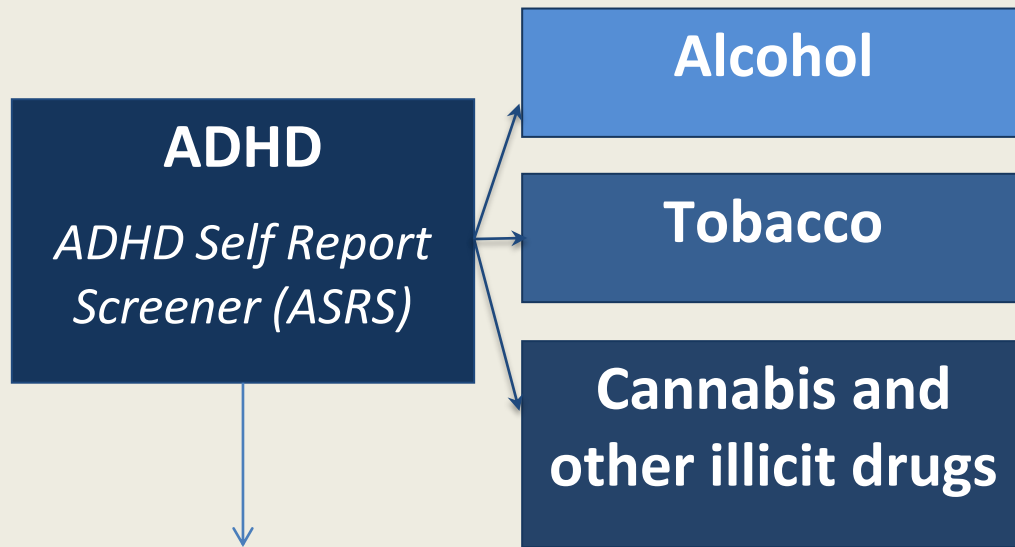 ADHD
ADHD Self Report
Screener (ASRS)
Alcohol
Tobacco
Cannabis and
other illicit drugs